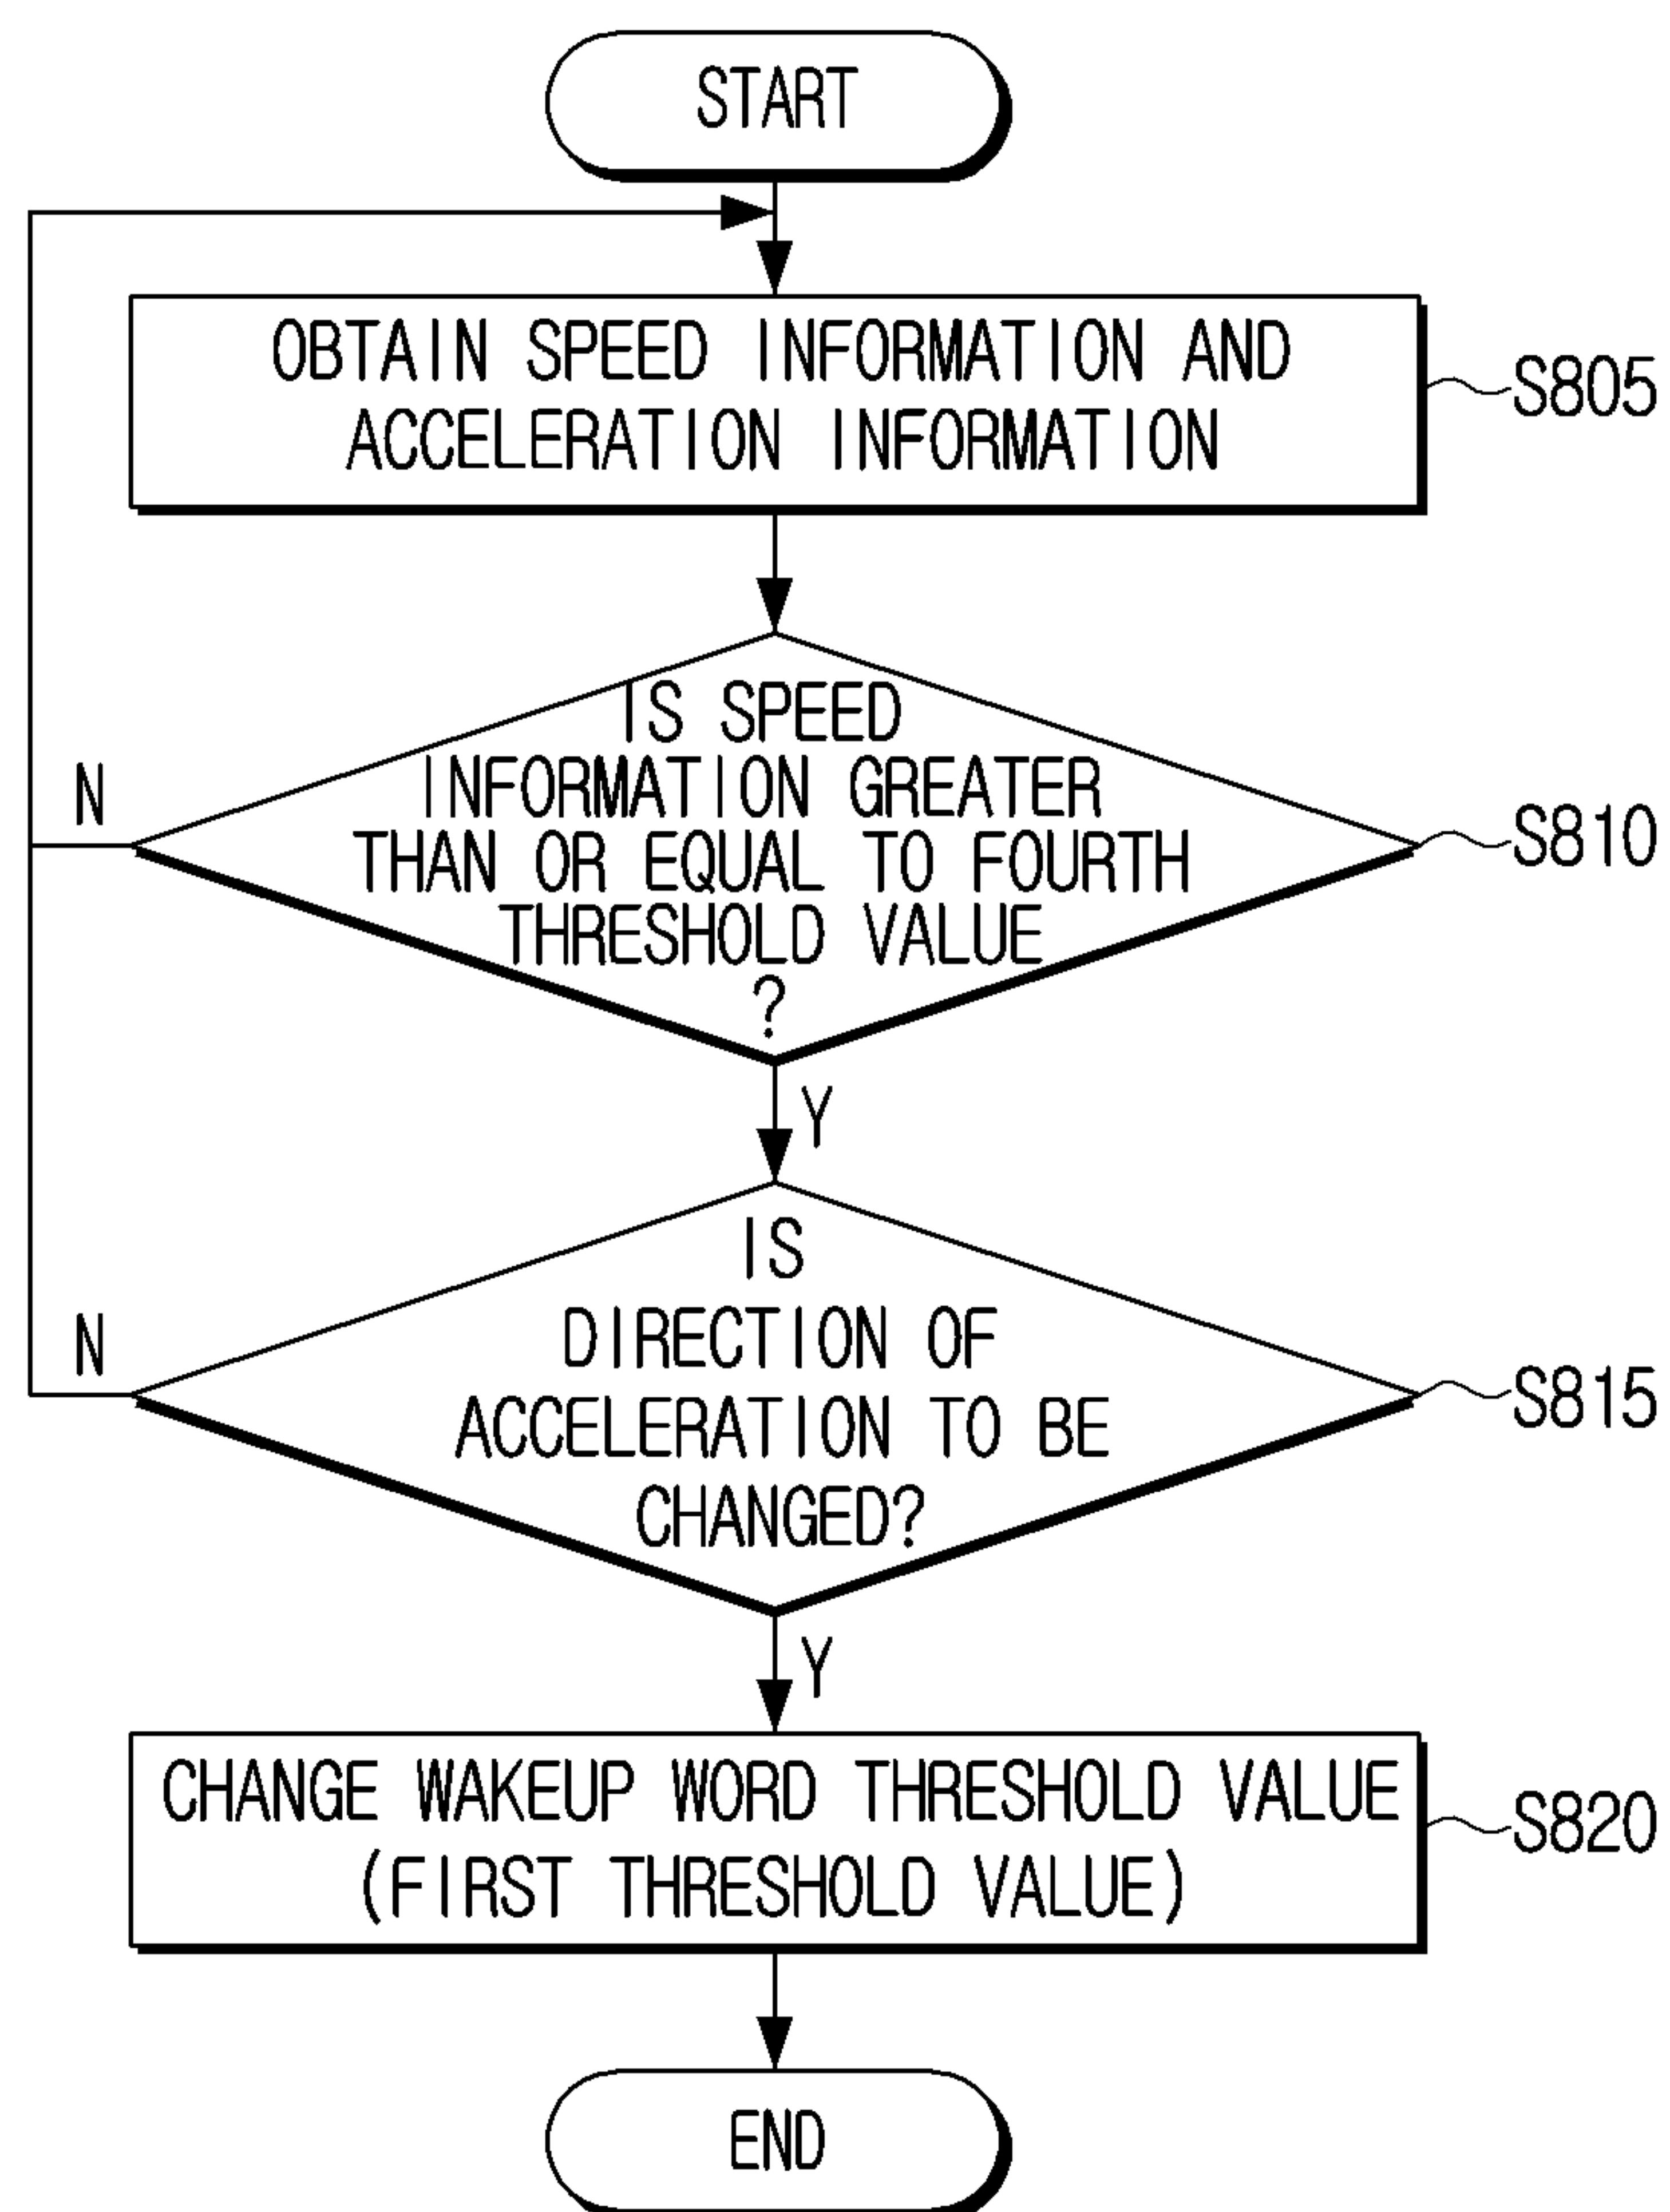 START
OBTAIN SPEED INFORMATION AND
ACCELERATION INFORMATION
S805
IS SPEED
INFORMATION GREATER
THAN OR EQUAL TO FOURTH
THRESHOLD VALUE
?
N
S810
Y
IS
DIRECTION OF
ACCELERATION TO BE
CHANGED?
N
S815
Y
CHANGE WAKEUP WORD THRESHOLD VALUE
(FIRST THRESHOLD VALUE)
S820
END